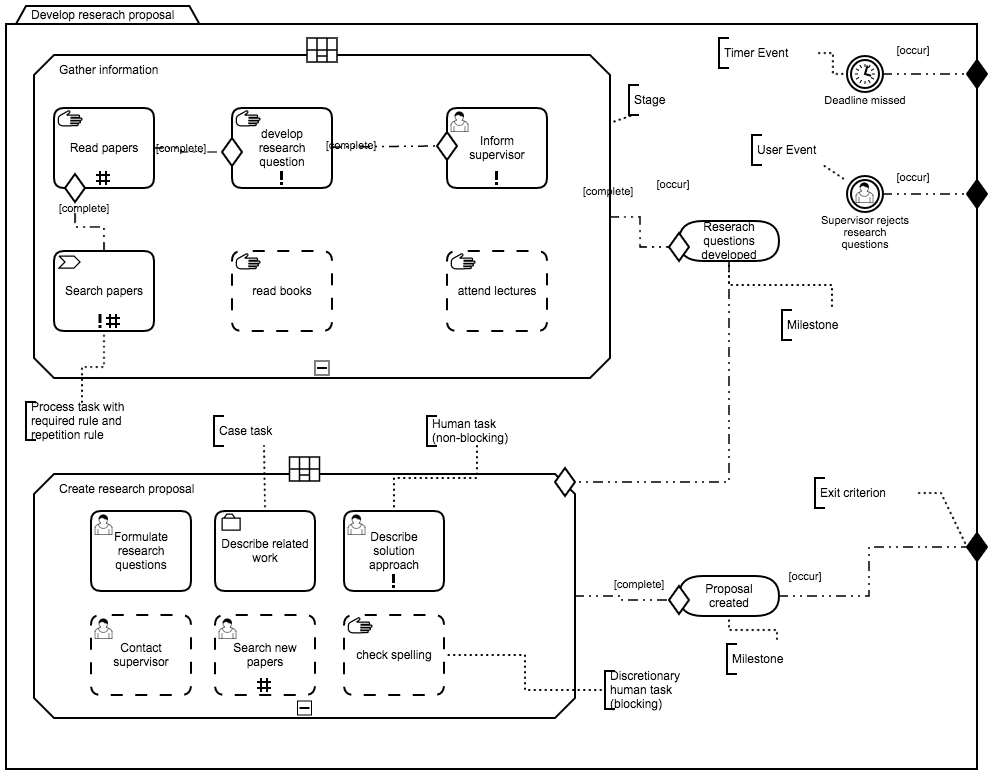 Develop reserach proposal
Gather information
Read papers
[complete]
develop
research
question
[complete]
Inform
supervisor
[complete]
Search papers
read books
attend lectures
Process task with
required rule and
repetition rule
Stage
[complete]
[occur]
Reserach
questions
developed
Milestone
Timer Event
[occur]
Deadline missed
User Event
[occur]
Supervisor rejects
research
questions
Case task
Human task
(non-blocking)
Create research proposal
Formulate
research
questions
Describe related
work
Describe
solution
approach
Contact
supervisor
Search new
papers
check spelling
Discretionary
human task
(blocking)
[complete]
Proposal
created
[occur]
Milestone
Exit criterion